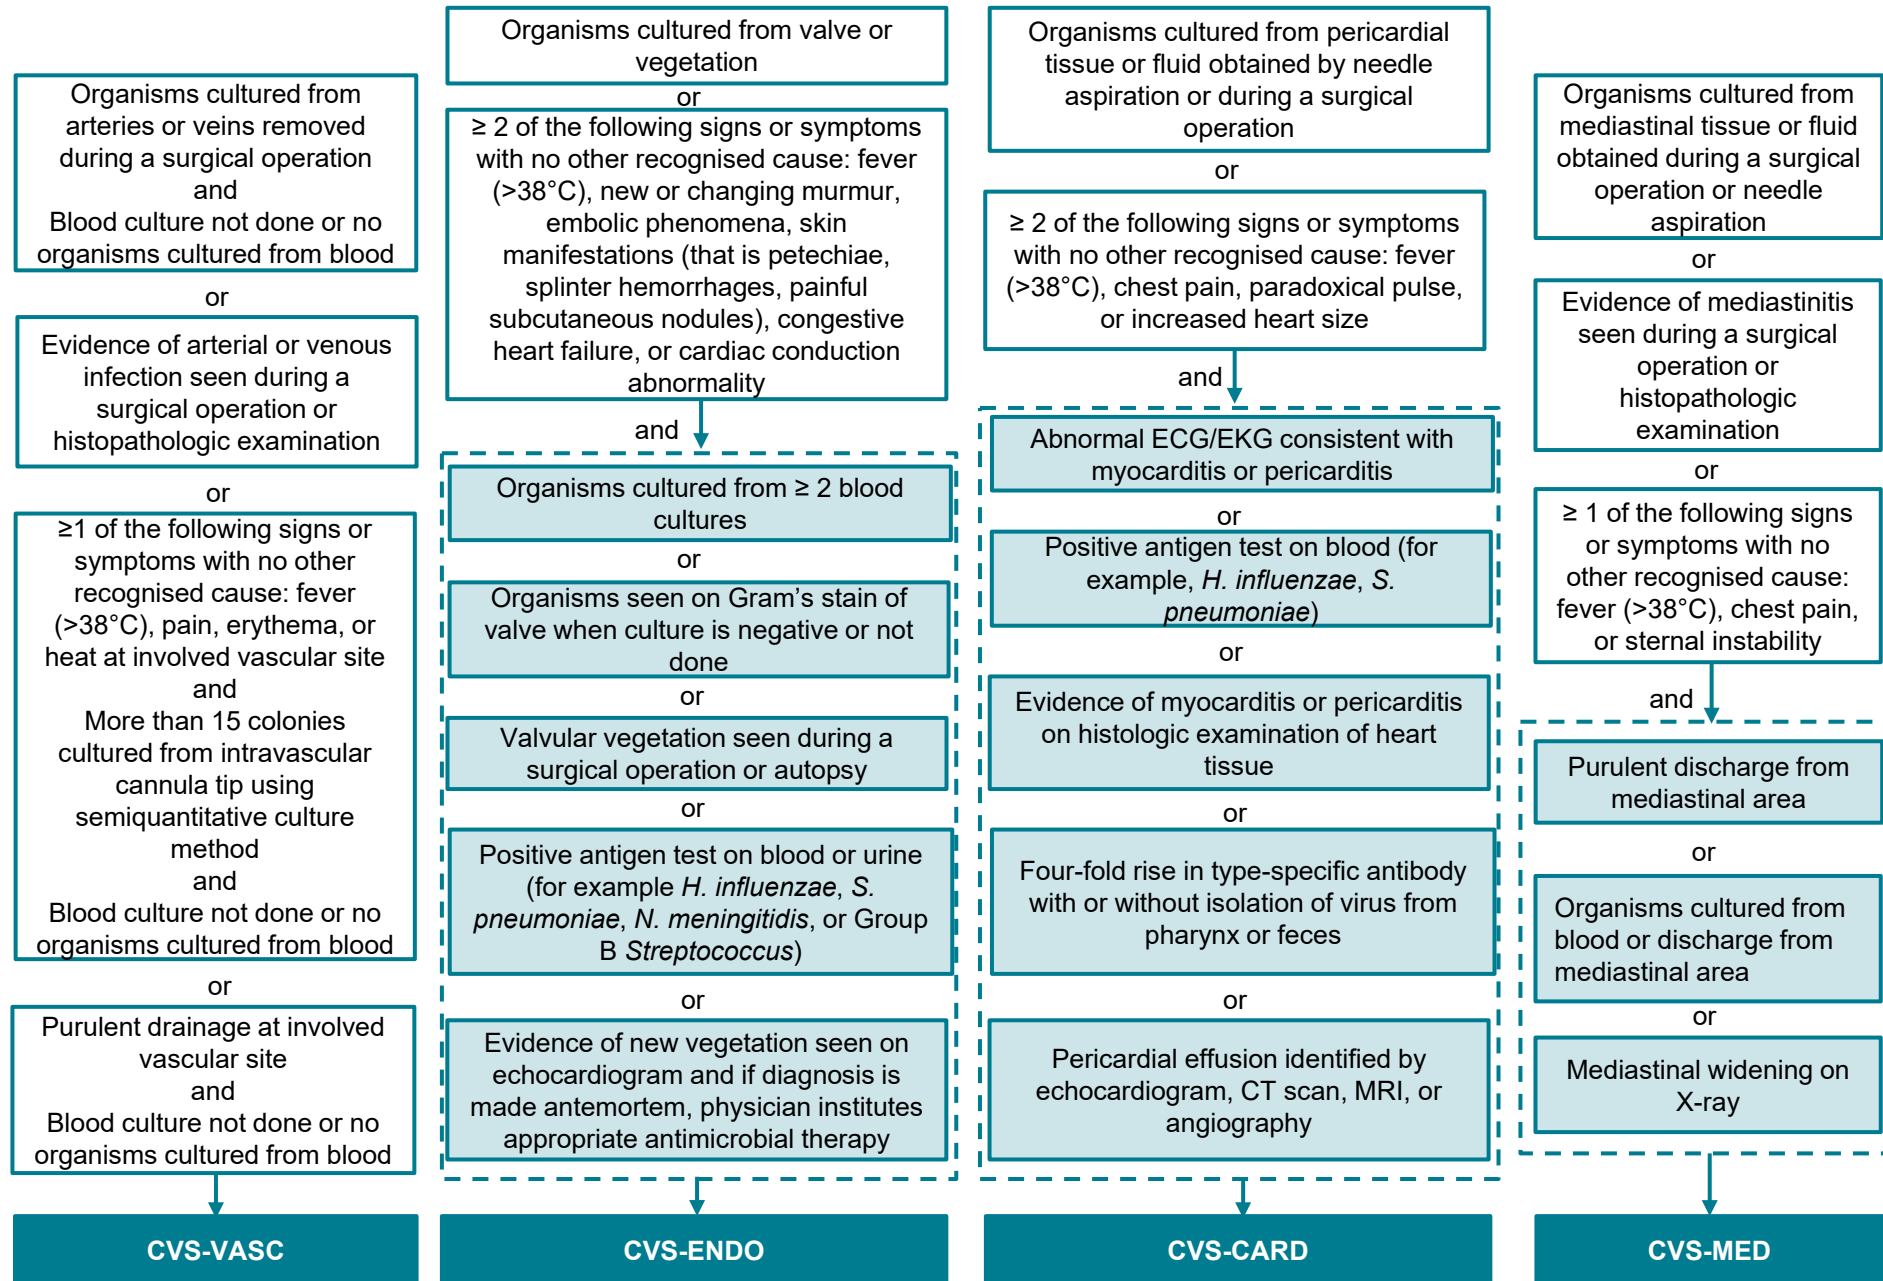 Organisms cultured from
arteries or veins removed
during a surgical operation
and
Blood culture not done or no
organisms cultured from blood
or
Evidence of arterial or venous
infection seen during a
surgical operation or
histopathologic examination
or
≥1 of the following signs or
symptoms with no other
recognised cause: fever
(>38°C), pain, erythema, or
heat at involved vascular site
and
More than 15 colonies
cultured from intravascular
cannula tip using
semiquantitative culture
method
and
Blood culture not done or no
organisms cultured from blood
or
Purulent drainage at involved
vascular site
and
Blood culture not done or no
organisms cultured from blood
CVS-VASC
Organisms cultured from valve or
vegetation
or
≥ 2 of the following signs or symptoms
with no other recognised cause: fever
(>38°C), new or changing murmur,
embolic phenomena, skin
manifestations (that is petechiae,
splinter hemorrhages, painful
subcutaneous nodules), congestive
heart failure, or cardiac conduction
abnormality
and
Organisms cultured from ≥ 2 blood
cultures
or
Organisms seen on Gram’s stain of
valve when culture is negative or not
done
or
Valvular vegetation seen during a
surgical operation or autopsy
or
Positive antigen test on blood or urine
(for example H. influenzae, S.
pneumoniae, N. meningitidis, or Group
B Streptococcus)
or
Evidence of new vegetation seen on
echocardiogram and if diagnosis is
made antemortem, physician institutes
appropriate antimicrobial therapy
CVS-ENDO
Organisms cultured from pericardial
tissue or fluid obtained by needle
aspiration or during a surgical
operation
or
≥ 2 of the following signs or symptoms
with no other recognised cause: fever
(>38°C), chest pain, paradoxical pulse,
or increased heart size
and
Abnormal ECG/EKG consistent with
myocarditis or pericarditis
or
Positive antigen test on blood (for
example, H. influenzae, S.
pneumoniae)
or
Evidence of myocarditis or pericarditis
on histologic examination of heart
tissue
or
Four-fold rise in type-specific antibody
with or without isolation of virus from
pharynx or feces
or
Pericardial effusion identified by
echocardiogram, CT scan, MRI, or
angiography
CVS-CARD
Organisms cultured from
mediastinal tissue or fluid
obtained during a surgical
operation or needle
aspiration
or
Evidence of mediastinitis
seen during a surgical
operation or
histopathologic
examination
or
≥ 1 of the following signs
or symptoms with no
other recognised cause:
fever (>38°C), chest pain,
or sternal instability
and
Purulent discharge from
mediastinal area
or
Organisms cultured from
blood or discharge from
mediastinal area
or
Mediastinal widening on
X-ray
CVS-MED